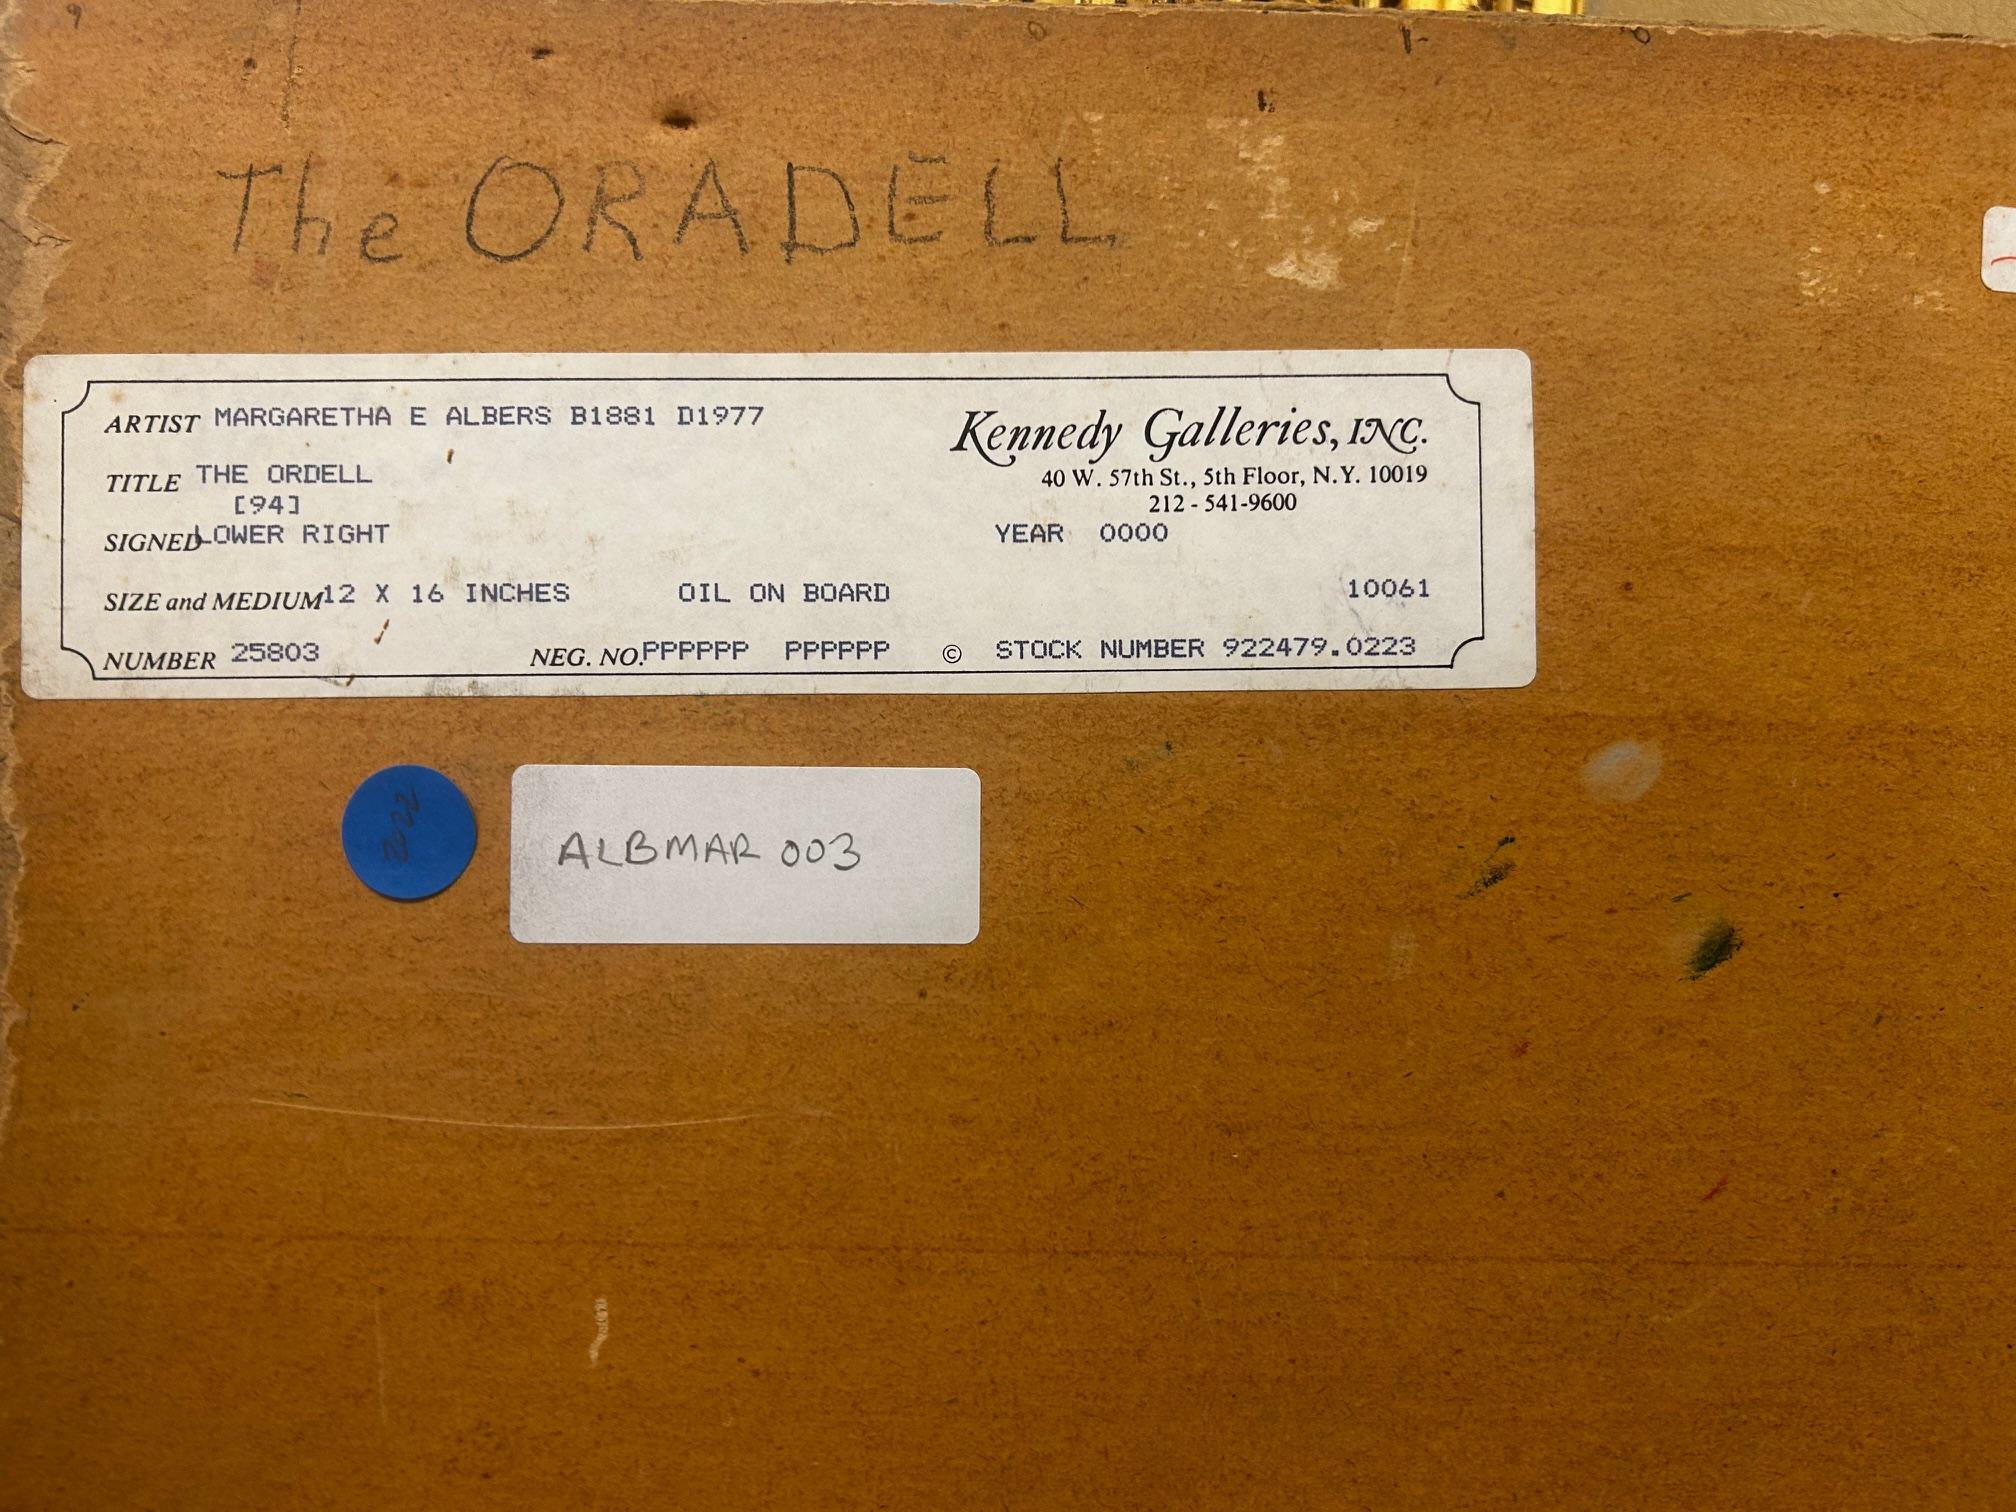 The ORADELL
ARTIST MARGARETHA E ALBERS B1881 D1977
Kennedy Galleries, INC.
40 W. 57th St., 5th Floor, N.Y. 10019
212-541-9600
TITLE THE ORDELL
[94]
SIGNED LOWER RIGHT
YEAR 0000
SIZE and MEDIUM 12 X 16 INCHES OIL ON BOARD 10061
NUMBER 25803 NEG. NO. PPPPPP PPPPPP © STOCK NUMBER 922479.0223
ALBMAR 003